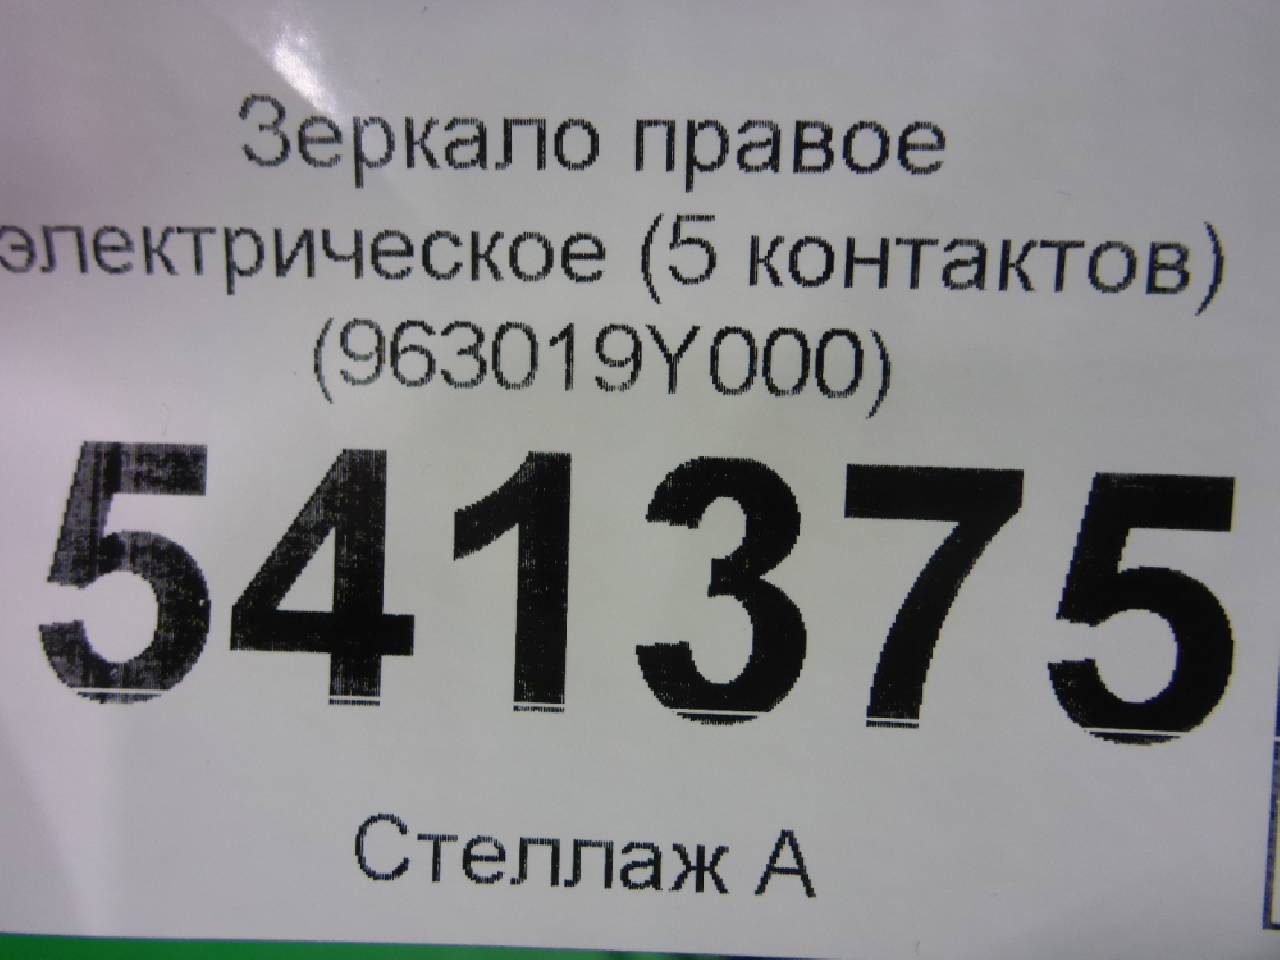 Зеркало правое
электрическое (5 контактов)
(963019Y000)
541375
Стеллаж А